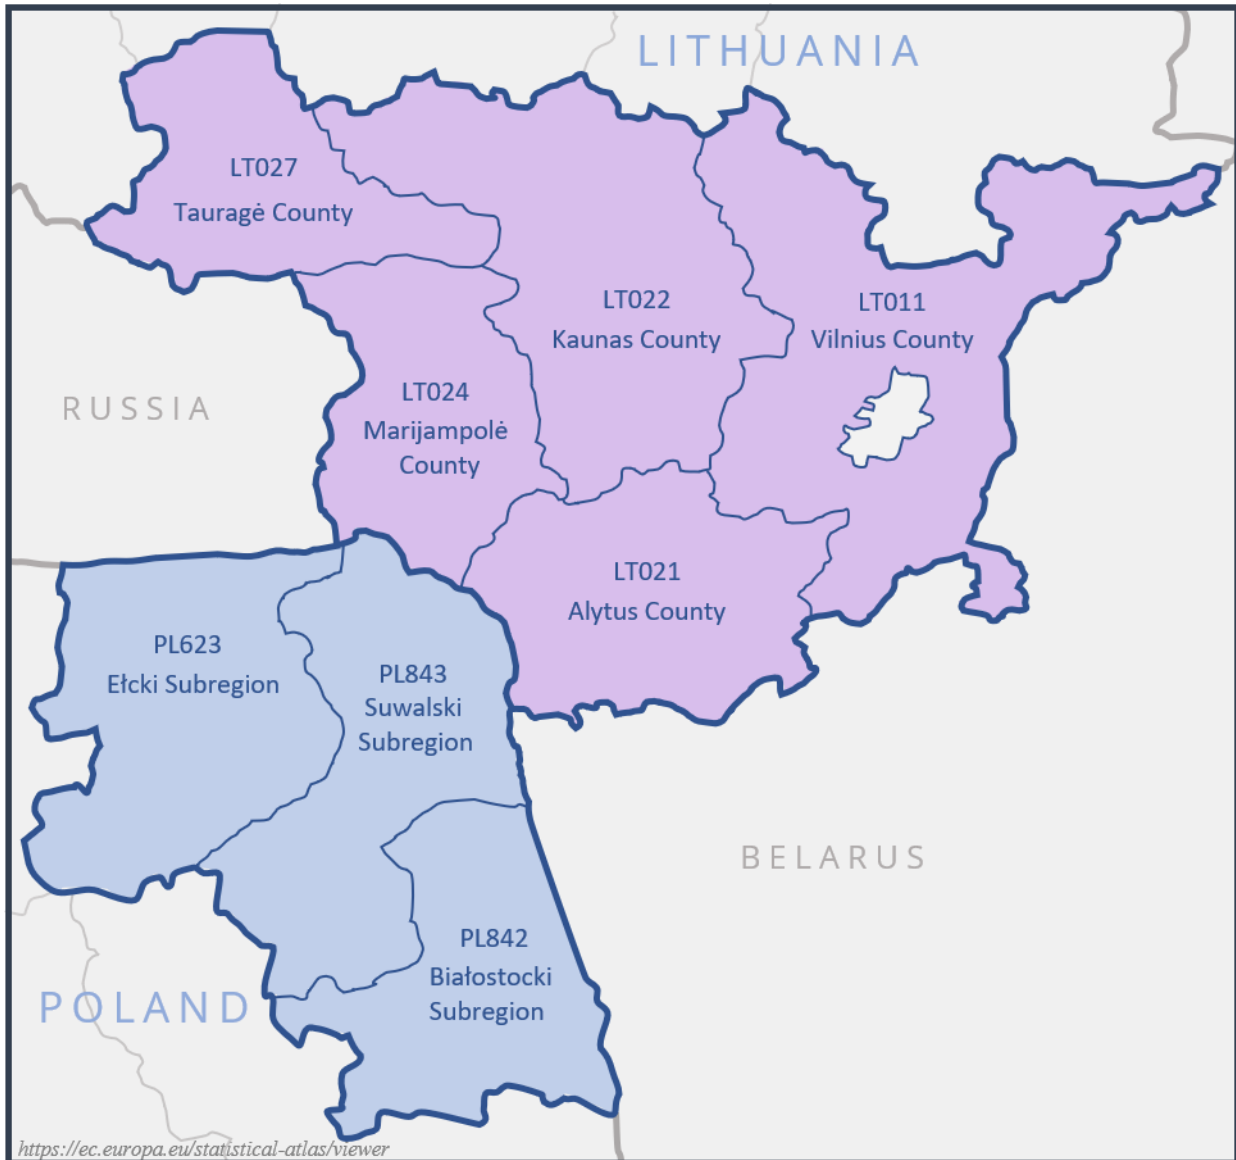 LITHUANIA
LT027
Tauragė County
LT022
Kaunas County
LT011
Vilnius County
LT024
Marijampolė
County
RUSSIA
LT021
Alytus County
PL623
Ełcki Subregion
PL843
Suwalski
Subregion
BELARUS
PL842
Białostocki
Subregion
POLAND
https://ec.europa.eu/statistical-atlas/viewer